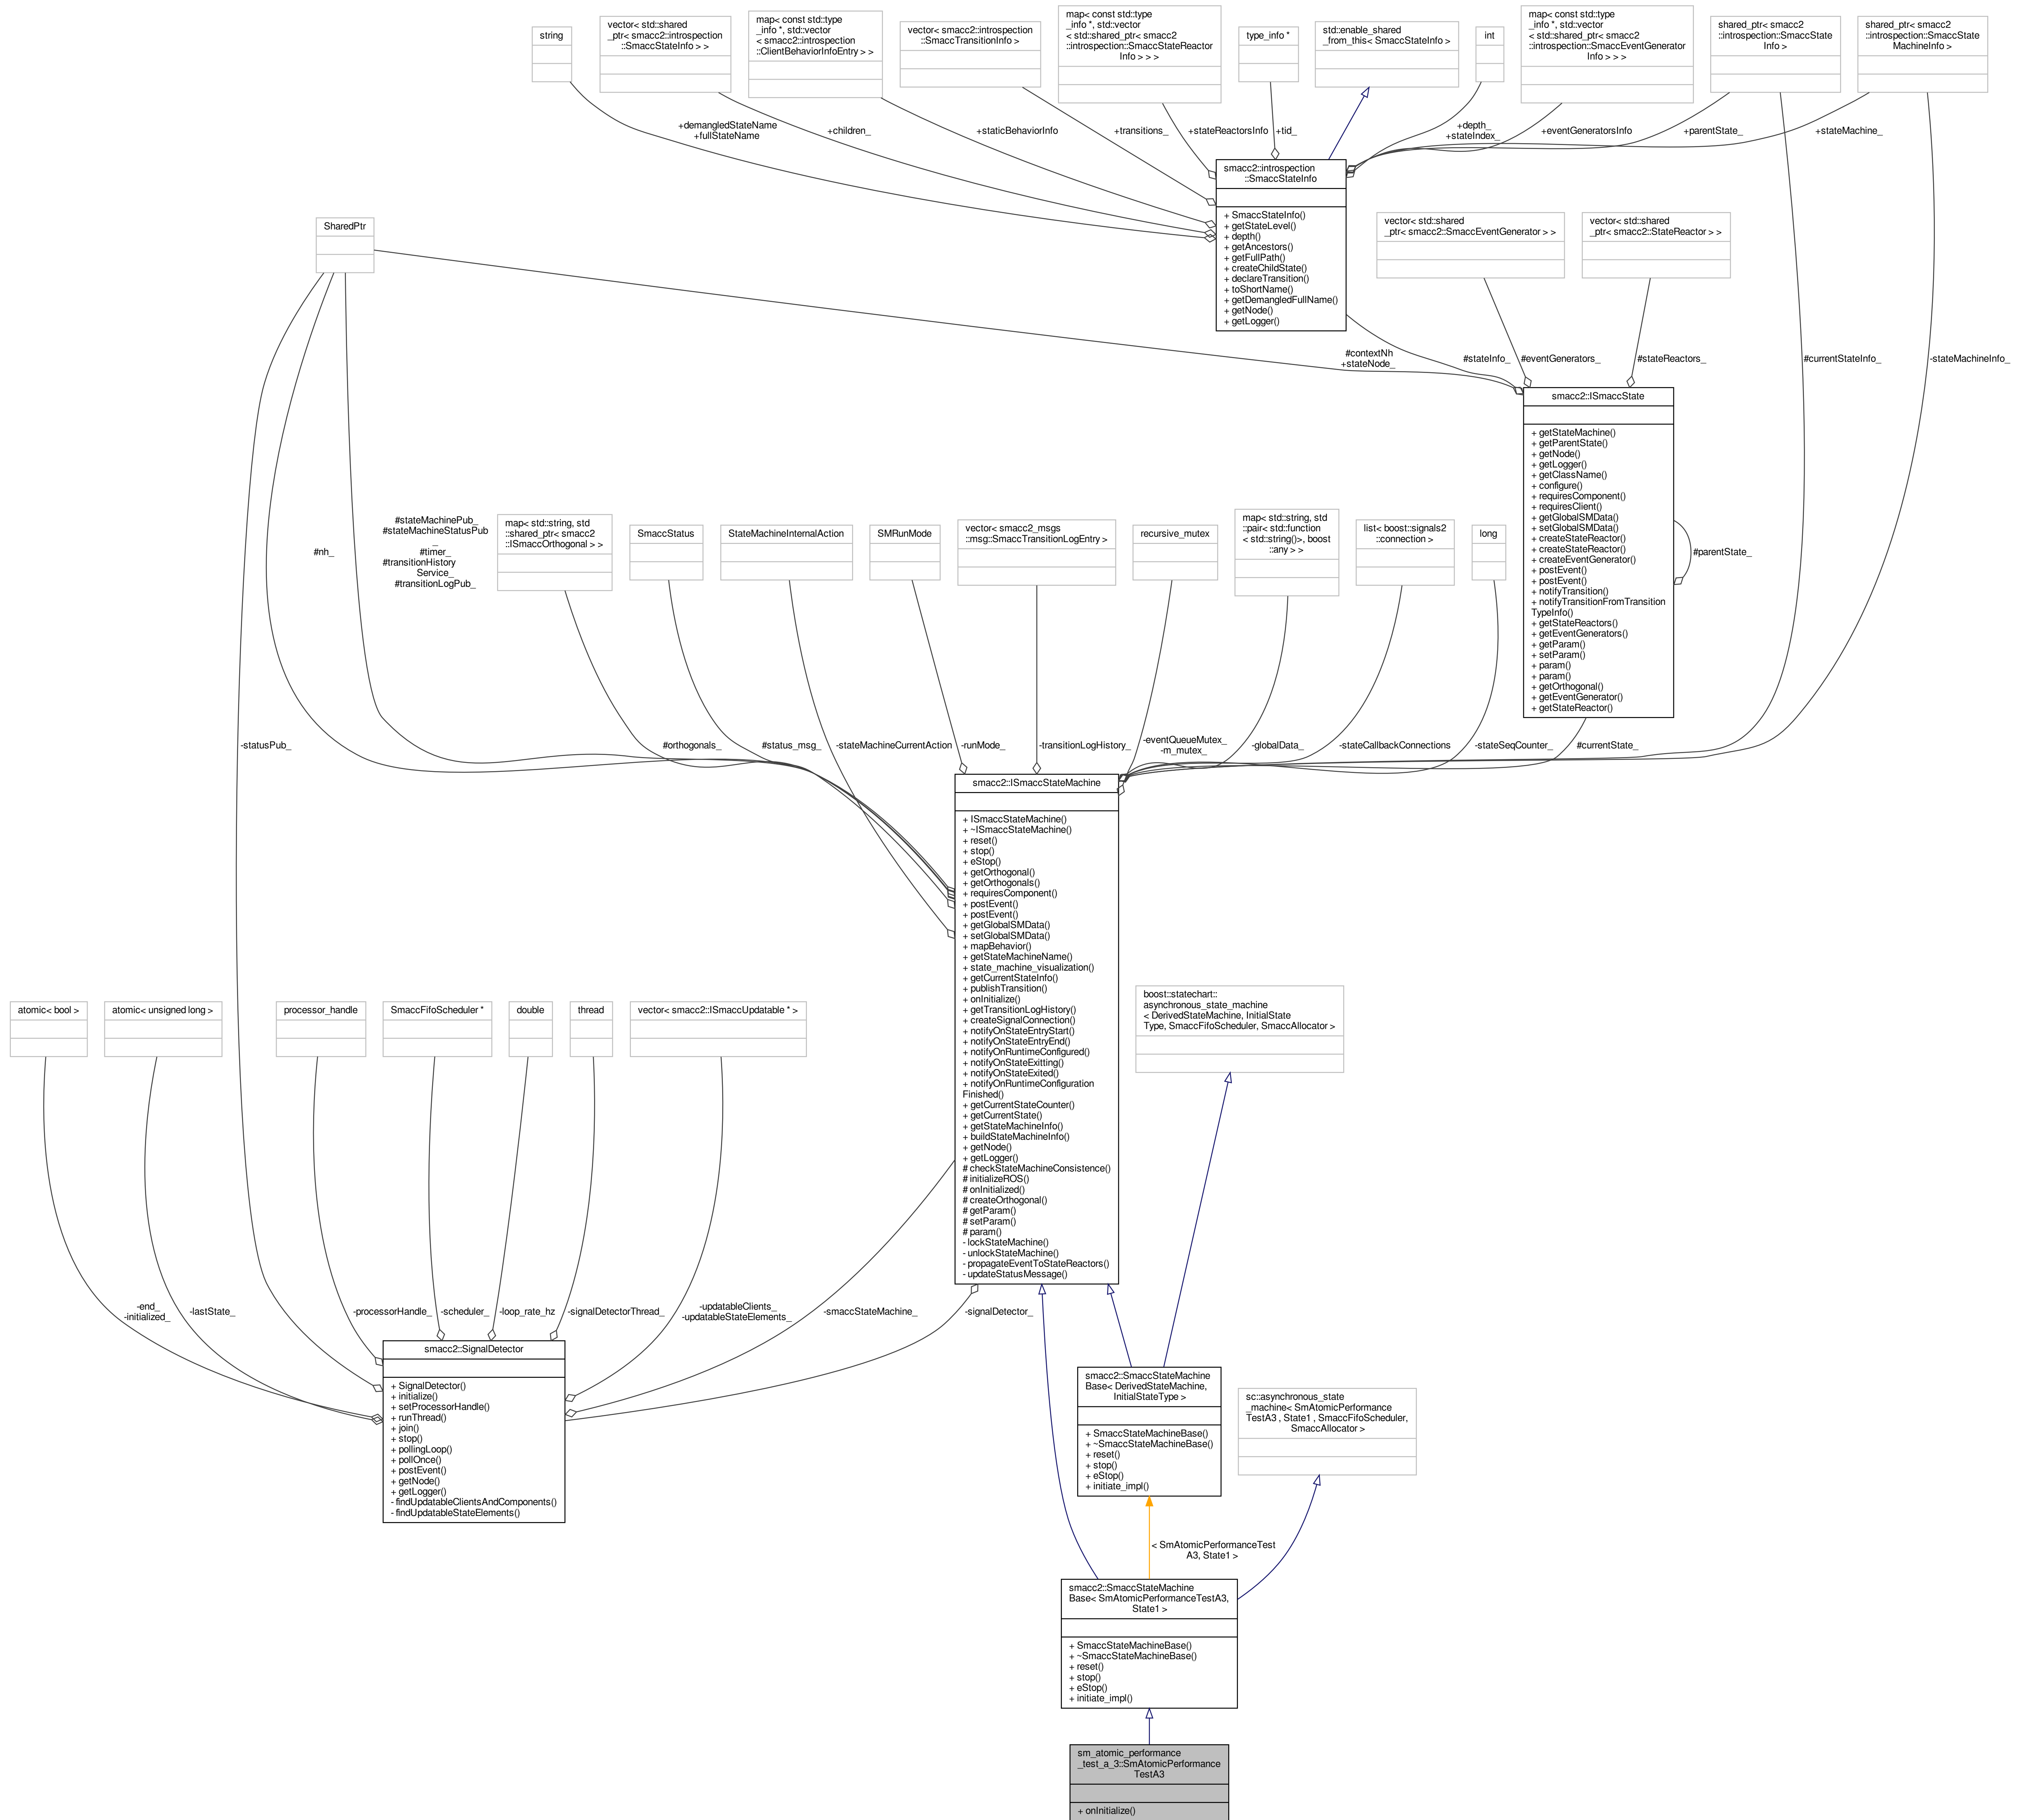 string
vector< std::shared
_ptr< smacc2::introspection
::SmaccStateInfo > >
map< const std::type
_info *, std::vector
< smacc2::introspection
::ClientBehaviorInfoEntry > >
vector< smacc2::introspection
::SmaccTransitionInfo >
map< const std::type
_info *, std::vector
< std::shared_ptr< smacc2
::introspection::SmaccStateReactor
Info > > >
type_info *
std::enable_shared
_from_this< SmaccStateInfo >
int
map< const std::type
_info *, std::vector
< std::shared_ptr< smacc2
::introspection::SmaccEventGenerator
Info > > >
shared_ptr< smacc2
::introspection::SmaccState
Info >
shared_ptr< smacc2
::introspection::SmaccState
MachineInfo >
+demangledStateName
+fullStateName
+children_
+staticBehaviorInfo
+transitions_
+stateReactorsInfo
+tid_
+depth_
+stateIndex_
+eventGeneratorsInfo
+parentState_
+stateMachine_
smacc2::introspection
::SmaccStateInfo
+ SmaccStateInfo()
+ getStateLevel()
+ depth()
+ getAncestors()
+ getFullPath()
+ createChildState()
+ declareTransition()
+ toShortName()
+ getDemangledFullName()
+ getNode()
+ getLogger()
SharedPtr
vector< std::shared
_ptr< smacc2::SmaccEventGenerator > >
vector< std::shared
_ptr< smacc2::StateReactor > >
#contextNh
+stateNode_
#stateInfo_
#eventGenerators_
#stateReactors_
#currentStateInfo_
-stateMachineInfo_
smacc2::ISmaccState
+ getStateMachine()
+ getParentState()
+ getNode()
+ getLogger()
+ getClassName()
+ configure()
+ requiresComponent()
+ requiresClient()
+ getGlobalSMData()
+ setGlobalSMData()
+ createStateReactor()
+ createStateReactor()
+ createEventGenerator()
+ postEvent()
+ postEvent()
+ notifyTransition()
+ notifyTransitionFromTransition
TypeInfo()
+ getStateReactors()
+ getEventGenerators()
+ getParam()
+ setParam()
+ param()
+ param()
+ getOrthogonal()
+ getEventGenerator()
+ getStateReactor()
#parentState_
#nh_
#stateMachinePub_
#stateMachineStatusPub
_
#timer_
#transitionHistory
Service_
#transitionLogPub_
map< std::string, std
::shared_ptr< smacc2
::ISmaccOrthogonal > >
SmaccStatus
StateMachineInternalAction
SMRunMode
vector< smacc2_msgs
::msg::SmaccTransitionLogEntry >
recursive_mutex
map< std::string, std
::pair< std::function
< std::string()>, boost
::any > >
list< boost::signals2
::connection >
long
-statusPub_
#orthogonals_
#status_msg_
-stateMachineCurrentAction
-runMode_
-transitionLogHistory_
-eventQueueMutex_
-m_mutex_
-globalData_
-stateCallbackConnections
-stateSeqCounter_
#currentState_
smacc2::ISmaccStateMachine
+ ISmaccStateMachine()
+ ~ISmaccStateMachine()
+ reset()
+ stop()
+ eStop()
+ getOrthogonal()
+ getOrthogonals()
+ requiresComponent()
+ postEvent()
+ postEvent()
+ getGlobalSMData()
+ setGlobalSMData()
+ mapBehavior()
+ getStateMachineName()
+ state_machine_visualization()
+ getCurrentStateInfo()
+ publishTransition()
+ onInitialize()
+ getTransitionLogHistory()
+ createSignalConnection()
+ notifyOnStateEntryStart()
+ notifyOnStateEntryEnd()
+ notifyOnRuntimeConfigured()
+ notifyOnStateExitting()
+ notifyOnStateExited()
+ notifyOnRuntimeConfiguration
Finished()
+ getCurrentStateCounter()
+ getCurrentState()
+ getStateMachineInfo()
+ buildStateMachineInfo()
+ getNode()
+ getLogger()
# checkStateMachineConsistence()
# initializeROS()
# onInitialized()
# createOrthogonal()
# getParam()
# setParam()
# param()
- lockStateMachine()
- unlockStateMachine()
- propagateEventToStateReactors()
- updateStatusMessage()
atomic< bool >
atomic< unsigned long >
processor_handle
SmaccFifoScheduler *
double
thread
vector< smacc2::ISmaccUpdatable * >
boost::statechart::
asynchronous_state_machine
< DerivedStateMachine, InitialState
Type, SmaccFifoScheduler, SmaccAllocator >
-end_
-initialized_
-lastState_
-processorHandle_
-scheduler_
-loop_rate_hz
-signalDetectorThread_
-updatableClients_
-updatableStateElements_
-smaccStateMachine_
-signalDetector_
smacc2::SignalDetector
+ SignalDetector()
+ initialize()
+ setProcessorHandle()
+ runThread()
+ join()
+ stop()
+ pollingLoop()
+ pollOnce()
+ postEvent()
+ getNode()
+ getLogger()
- findUpdatableClientsAndComponents()
- findUpdatableStateElements()
smacc2::SmaccStateMachine
Base< DerivedStateMachine,
InitialStateType >
+ SmaccStateMachineBase()
+ ~SmaccStateMachineBase()
+ reset()
+ stop()
+ eStop()
+ initiate_impl()
sc::asynchronous_state
_machine< SmAtomicPerformance
TestA3 , State1 , SmaccFifoScheduler,
SmaccAllocator >
< SmAtomicPerformanceTest
A3, State1 >
smacc2::SmaccStateMachine
Base< SmAtomicPerformanceTestA3,
State1 >
+ SmaccStateMachineBase()
+ ~SmaccStateMachineBase()
+ reset()
+ stop()
+ eStop()
+ initiate_impl()
sm_atomic_performance
_test_a_3::SmAtomicPerformance
TestA3
+ onInitialize()